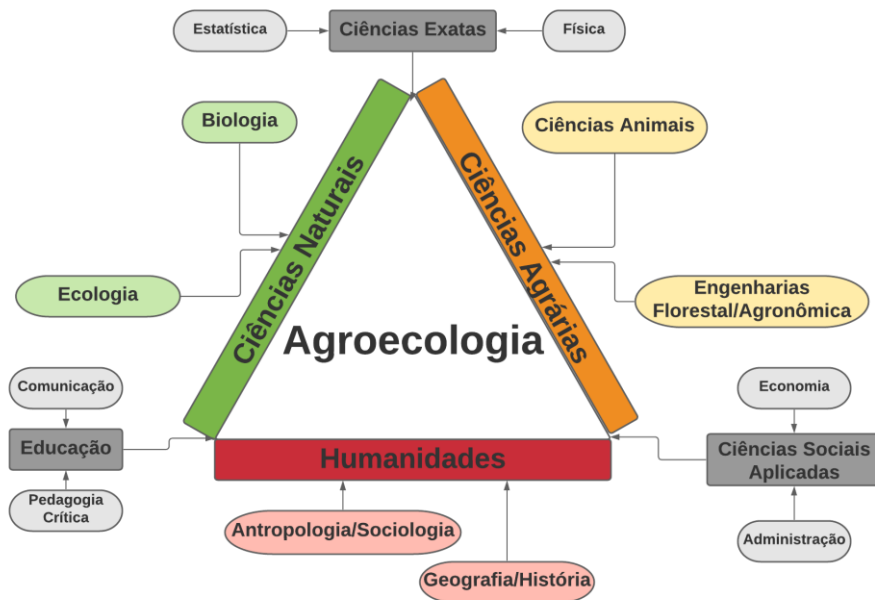 Estatística
Ciências Exatas
Física
Biologia
Ciências Animais
Ciências Naturais
Ciências Agrárias
Ecologia
Engenharias
Florestal/Agronômica
Agroecologia
Comunicação
Economia
Educação
Humanidades
Ciências Sociais
Aplicadas
Pedagogia
Crítica
Antropologia/Sociologia
Administração
Geografia/História